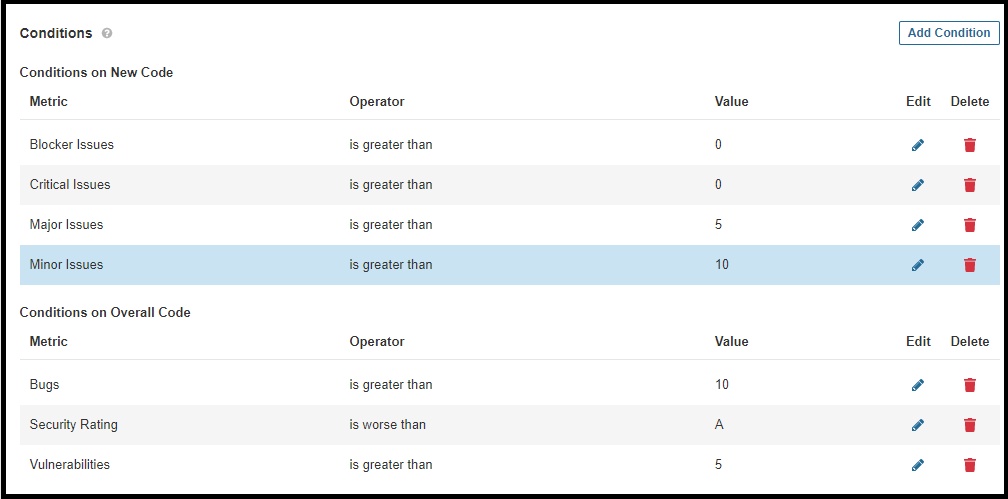 Conditions ?
Add Condition
Conditions on New Code
Metric Operator Value Edit Delete
Blocker Issues is greater than 0
Critical Issues is greater than 0
Major Issues is greater than 5
Minor Issues is greater than 10
Conditions on Overall Code
Metric Operator Value Edit Delete
Bugs is greater than 10
Security Rating is worse than A
Vulnerabilities is greater than 5